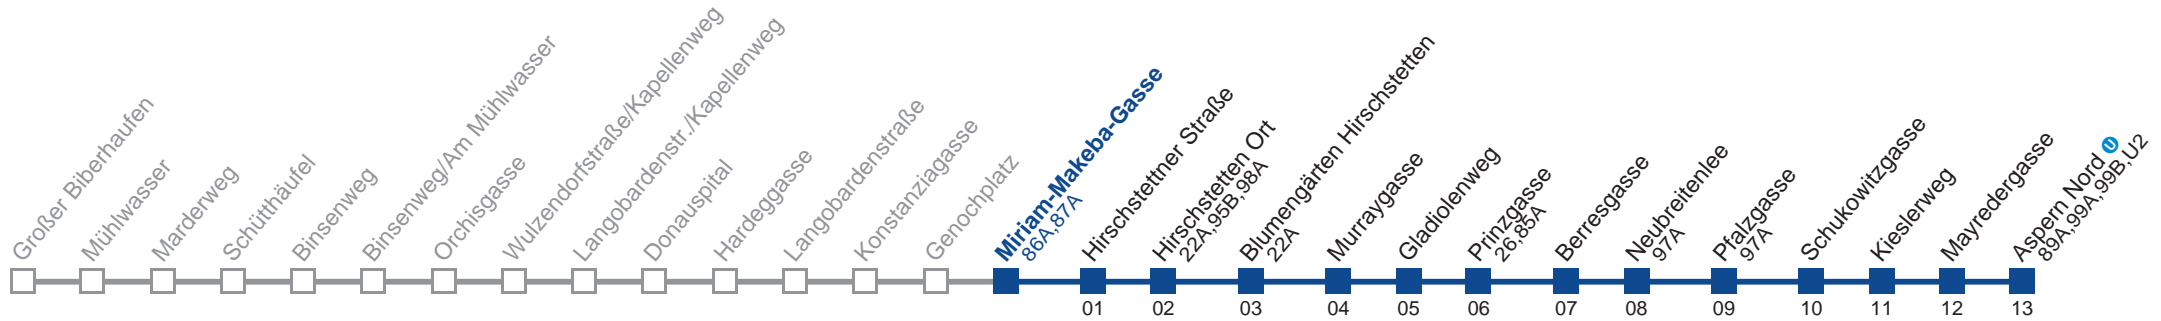 Großer Biberhaufen
Mühlwasser
Marderweg
Schütthäufel
Binsenweg
Binsenweg/Am Mühlwasser
Orchisgasse
Wulzendorfstraße/Kapellenweg
Langobardenstr./Kapellenweg
Donauspital
Hardeggasse
Langobardenstraße
Konstanziagasse
Genochplatz
Miriam-Makeba-Gasse
86A,87A
Hirschstettner Straße
01
Hirschstetten Ort
22A,95B,98A
02
Blumengärten Hirschstetten
22A
03
Murraygasse
04
Gladiolenweg
05
Prinzgasse
26,85A
06
Berresgasse
07
Neubreitenlee
97A
08
Pfalzgasse
97A
09
Schukowitzgasse
10
Kieslerweg
11
Mayredergasse
12
Aspern Nord U
89A,99A,99B,U2
13